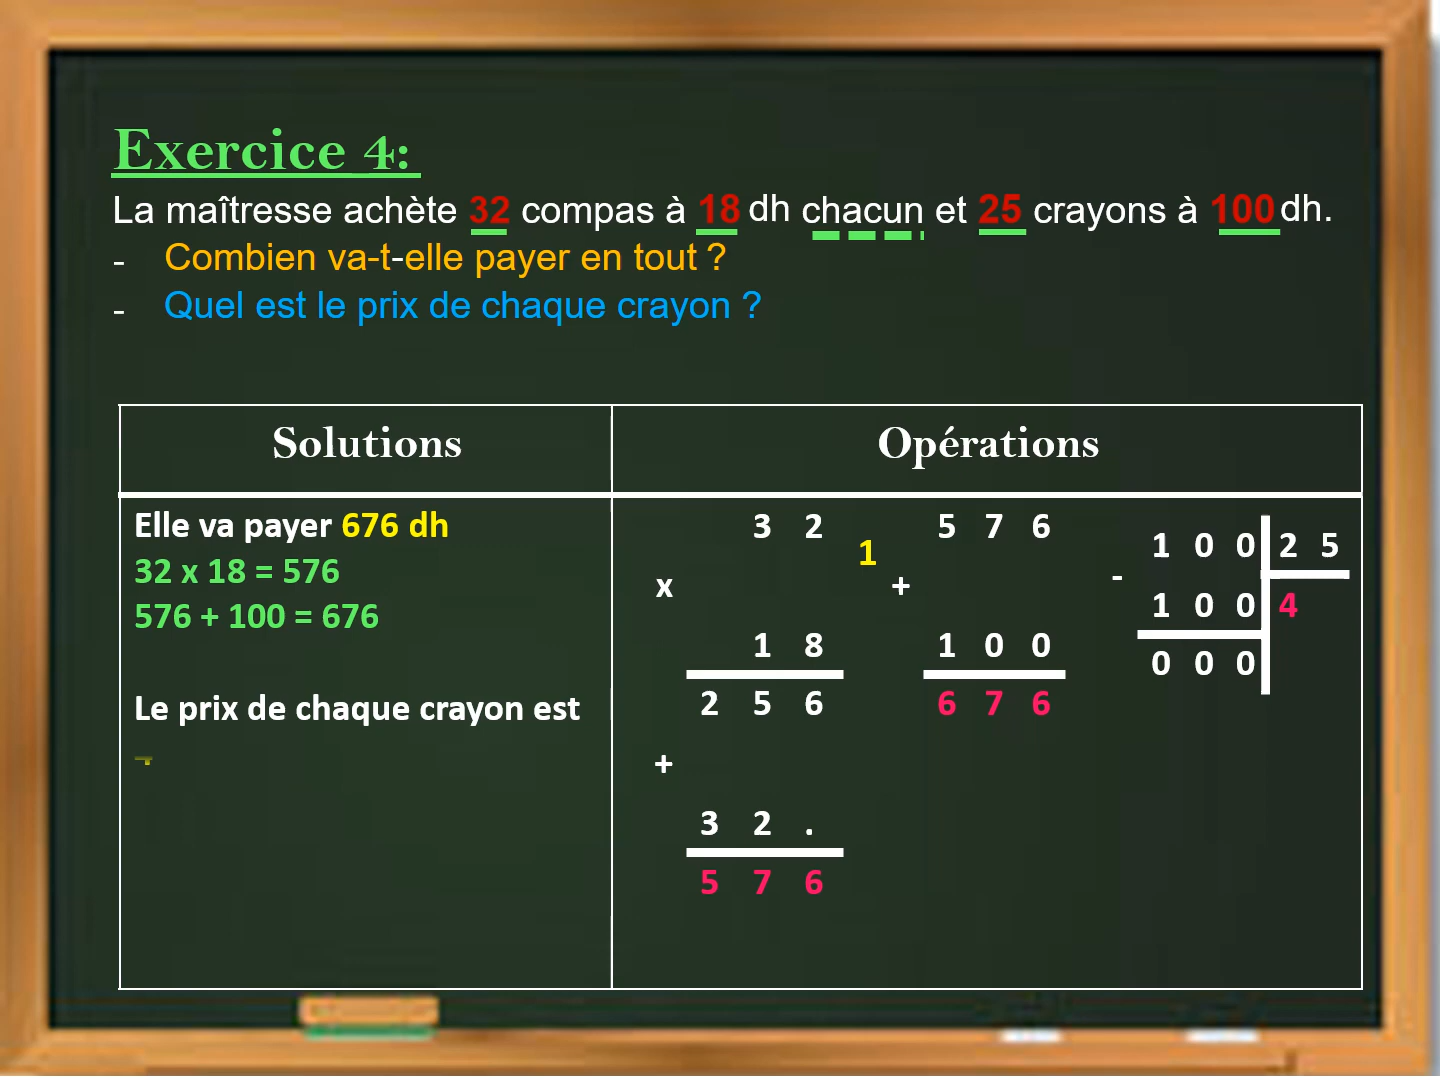 Exercice 4:
La maîtresse achète 32 compas à 18 dh chacun et 25 crayons à 100 dh.
- Combien va-t-elle payer en tout ?
- Quel est le prix de chaque crayon ?
Solutions
Opérations
Elle va payer 676 dh
32 x 18 = 576
576 + 100 = 676
Le prix de chaque crayon est
3 2
x
1 8
2 5 6
+
3 2 .
5 7 6
1
5 7 6
+
1 0 0
6 7 6
1 0 0 2 5
-
1 0 0 4
0 0 0